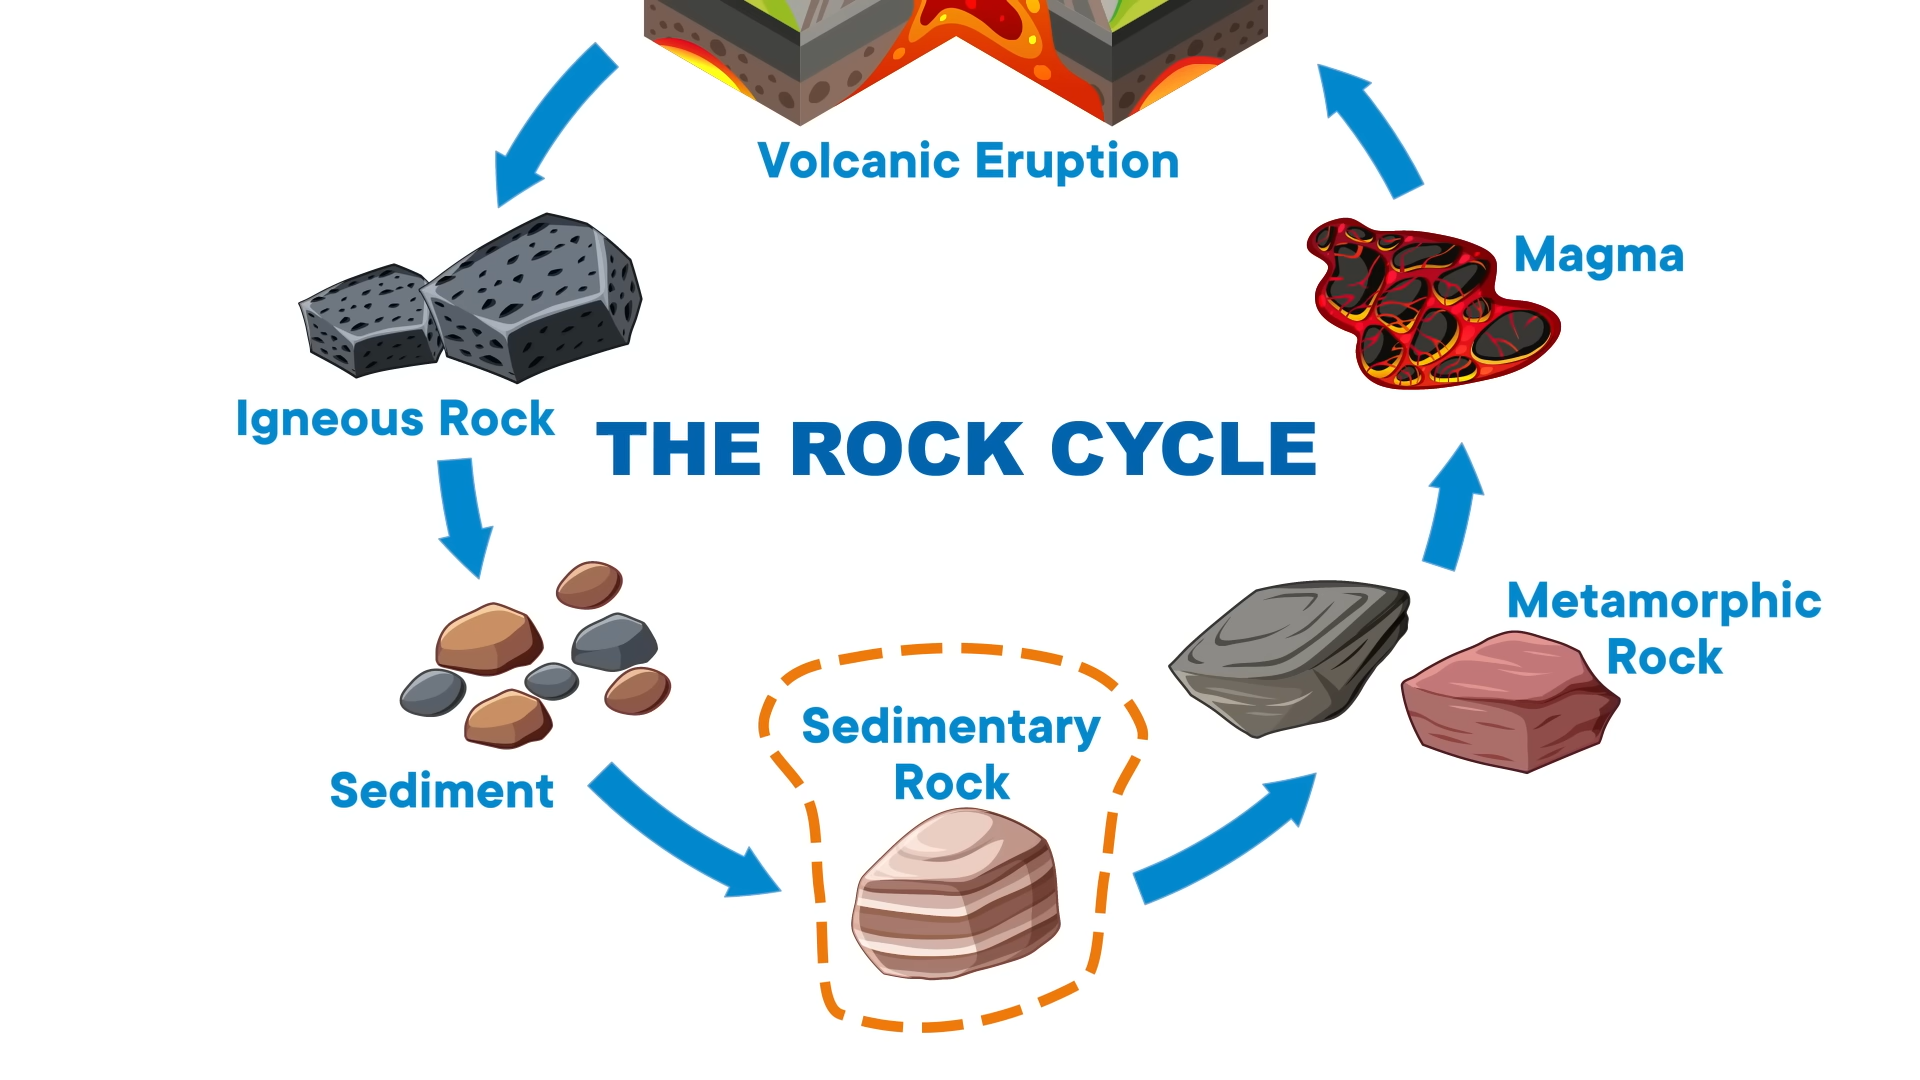 Volcanic Eruption
Magma
Igneous Rock
THE ROCK CYCLE
Metamorphic
Rock
Sediment
Sedimentary
Rock